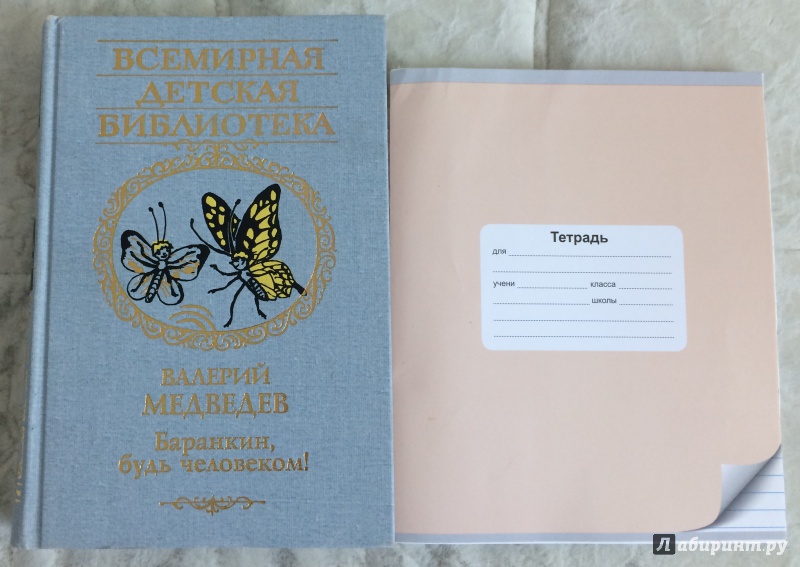 ВСЕМИРНАЯ
ДЕТСКАЯ
БИБЛИОТЕКА
ВАЛЕРИЙ
МЕДВЕДЕВ
Баранкин,
будь человеком!
Тетрадь
для
учени класса
школы
Лабиринт.ру